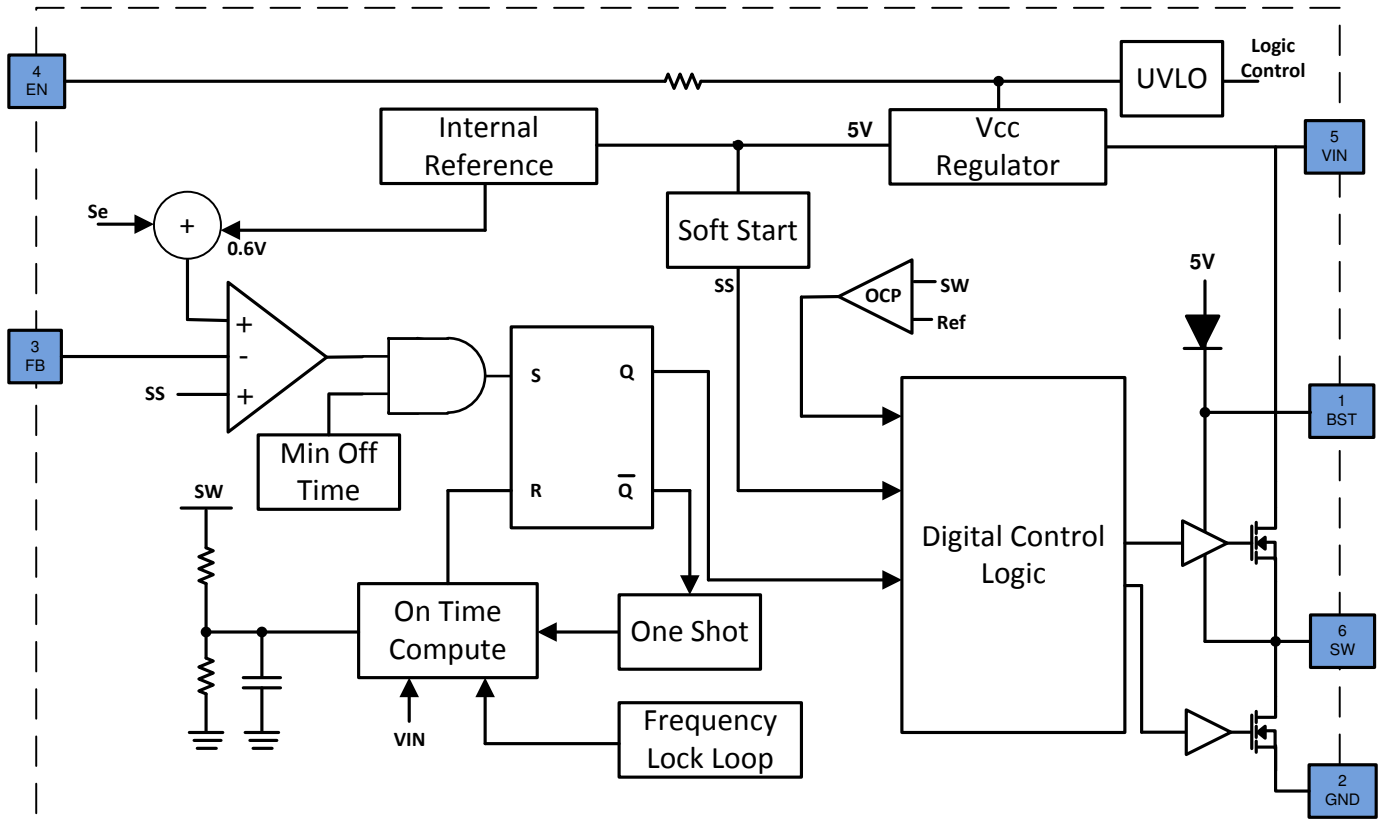 4
EN
UVLO
Logic
Control
Internal
Reference
5V
Vcc
Regulator
5
VIN
Se
+
0.6V
Soft Start
SS
OCP
SW
Ref
5V
3
FB
+
-
+
SS
S
Q
R
Q
Min Off
Time
1
BST
SW
Digital Control
Logic
On Time
Compute
One Shot
6
SW
VIN
Frequency
Lock Loop
2
GND